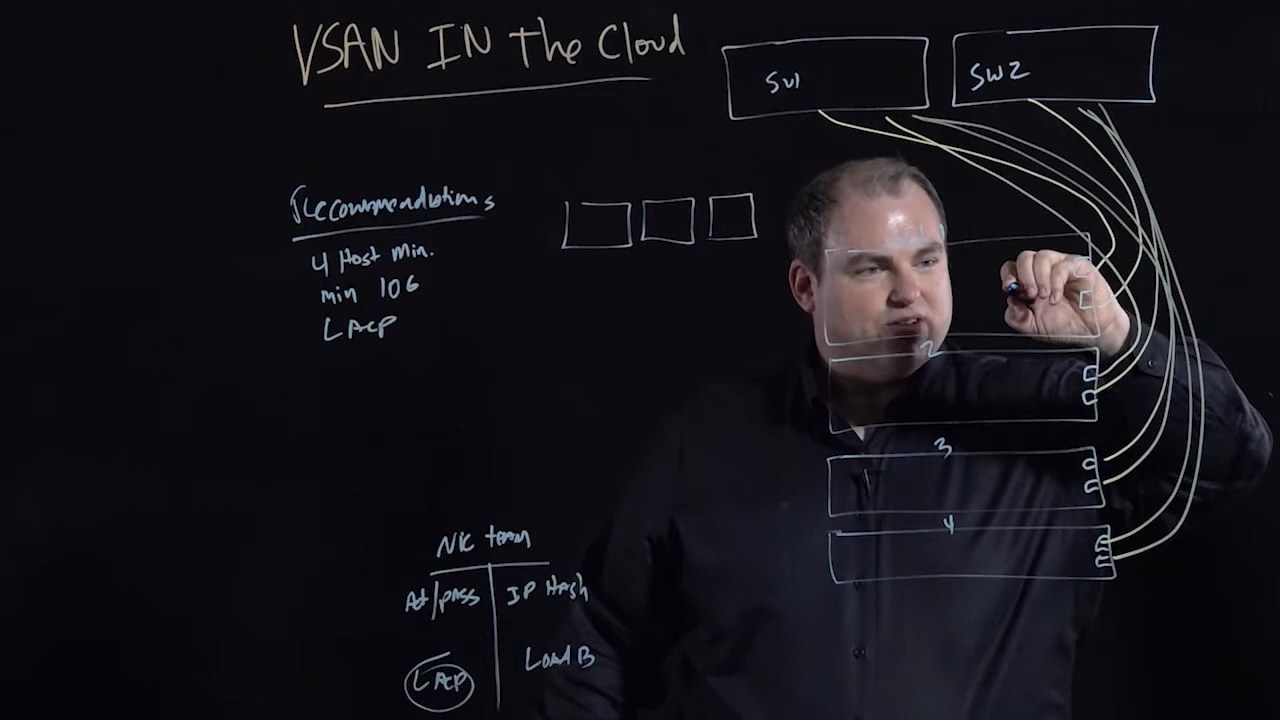 VSAN IN The Cloud
SW1
SW2
Recommendations
4 Host Min.
min 10G
LACP
2
3
4
NIC team
Act/pass
IP Hash
LACP
Load B